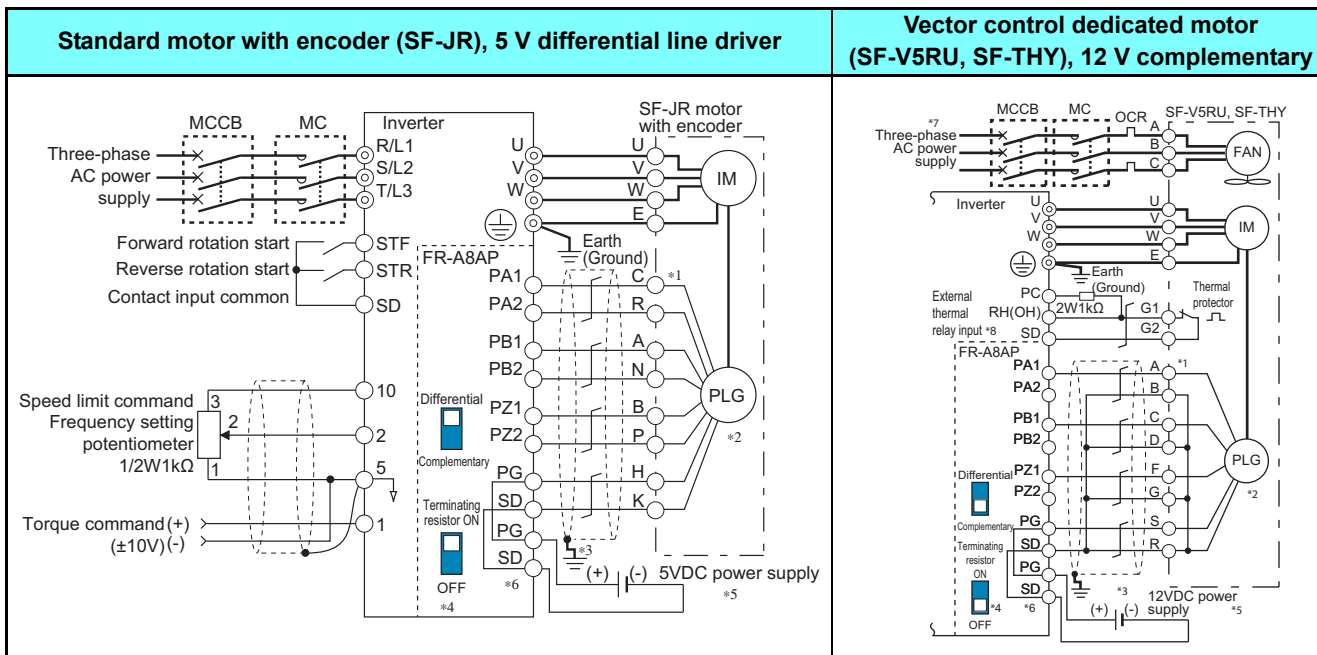 Standard motor with encoder (SF-JR), 5 V differential line driver
Vector control dedicated motor
(SF-V5RU, SF-THY), 12 V complementary
MCCB
MC
Inverter
SF-JR motor
with encoder
Three-phase
AC power
supply
R/L1
S/L2
T/L3
U
V
W
U
V
W
E
IM
Forward rotation start
Reverse rotation start
Contact input common
STF
STR
SD
Earth
(Ground)
FR-A8AP
PA1
PA2
PB1
PB2
PZ1
PZ2
PG
SD
PG
SD
C
*1
R
A
N
B
P
H
K
PLG
*2
Differential
Complementary
Terminating
resistor ON
OFF
*4
*6
*3
(+)
(-)
5VDC power supply
*5
Speed limit command
Frequency setting
potentiometer
1/2W1kΩ
3
2
1
10
2
5
1
Torque command (+)
(±10V) (-)
MCCB
MC
OCR
SF-V5RU, SF-THY
*7
Three-phase
AC power
supply
A
B
C
FAN
Inverter
U
V
W
U
V
W
E
IM
Earth
(Ground)
External
thermal
relay input *8
PC
RH(OH)
SD
2W1kΩ
G1
G2
Thermal
protector
FR-A8AP
PA1
PA2
PB1
PB2
PZ1
PZ2
PG
SD
PG
SD
A
*1
B
C
D
F
G
S
R
PLG
*2
Differential
Complementary
Terminating
resistor
ON
*4
OFF
*6
*3
(+)
(-)
12VDC power
supply
*5